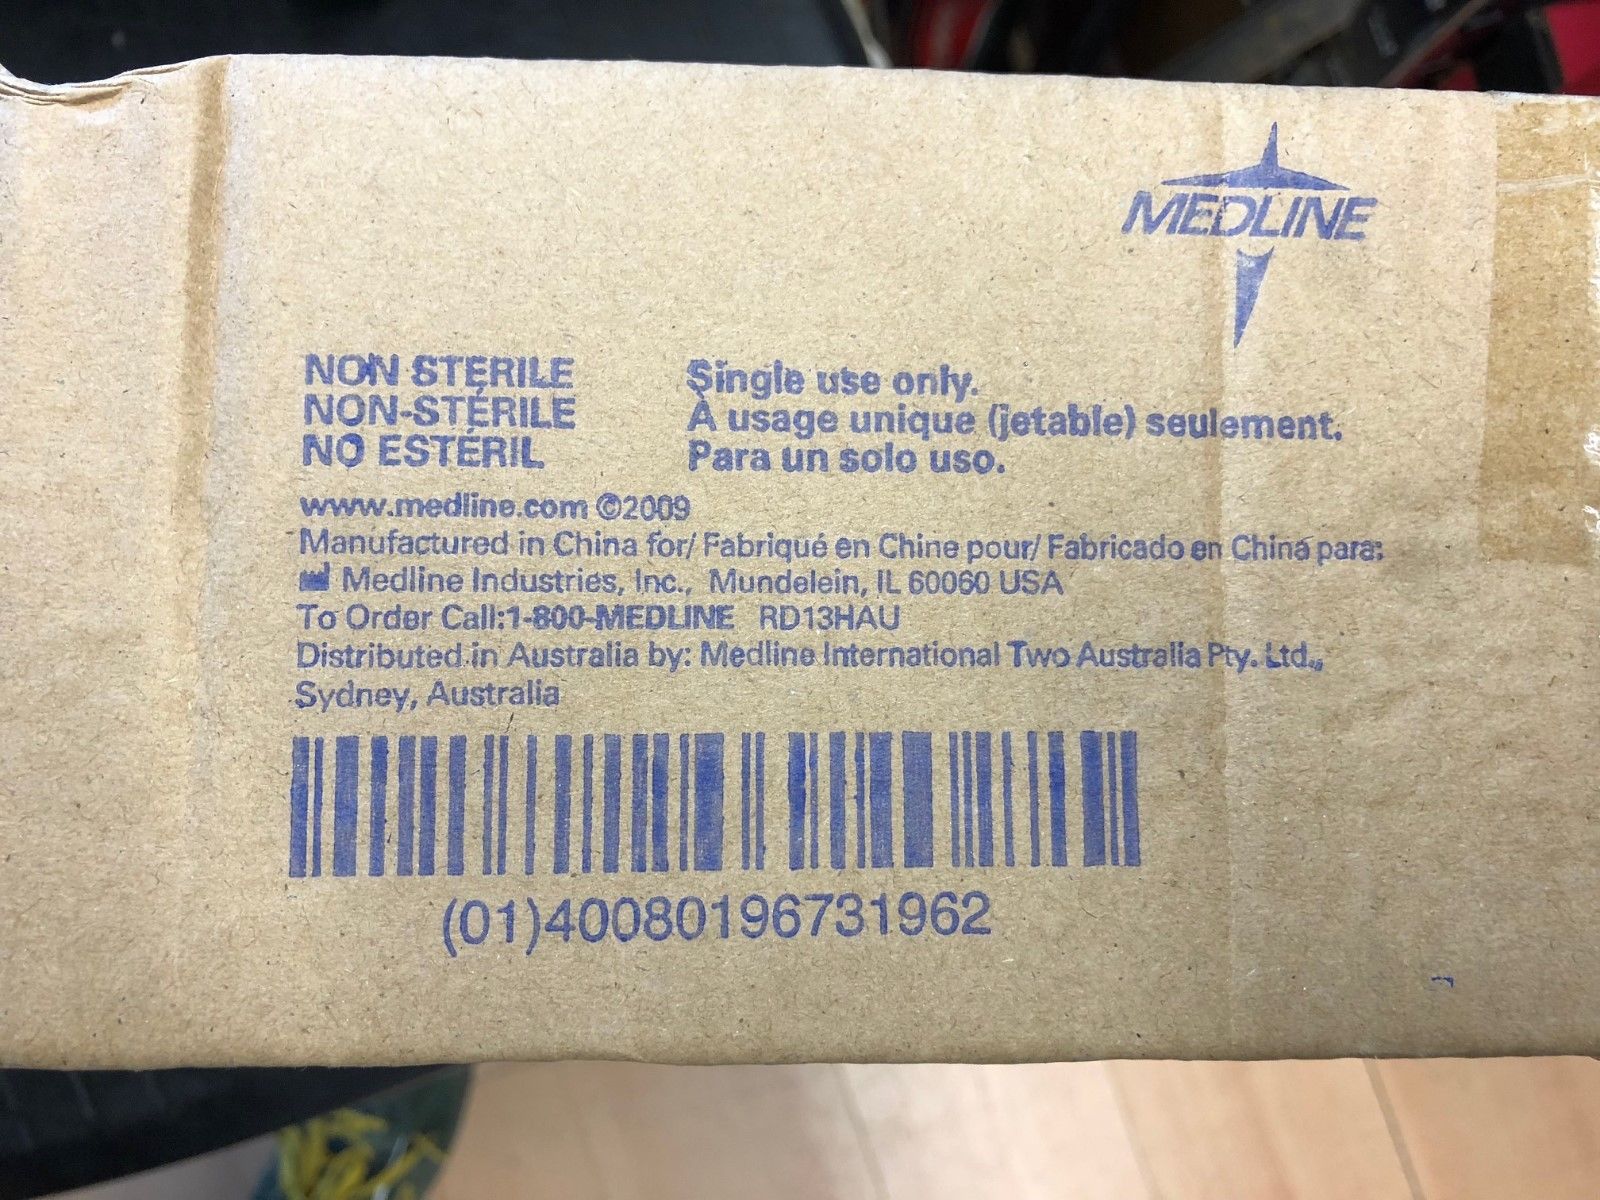 MEDLINE
NON STERILE
NON-STÉRILE
NO ESTÉRIL
Single use only.
À usage unique (jetable) seulement.
Para un solo uso.
www.medline.com ©2009
Manufactured in China for/ Fabriqué en Chine pour/ Fabricado en China para:
Medline Industries, Inc., Mundelein, IL 60060 USA
To Order Call:1-800-MEDLINE RD13HAU
Distributed in Australia by: Medline International Two Australia Pty. Ltd.,
Sydney, Australia
(01)40080196731962